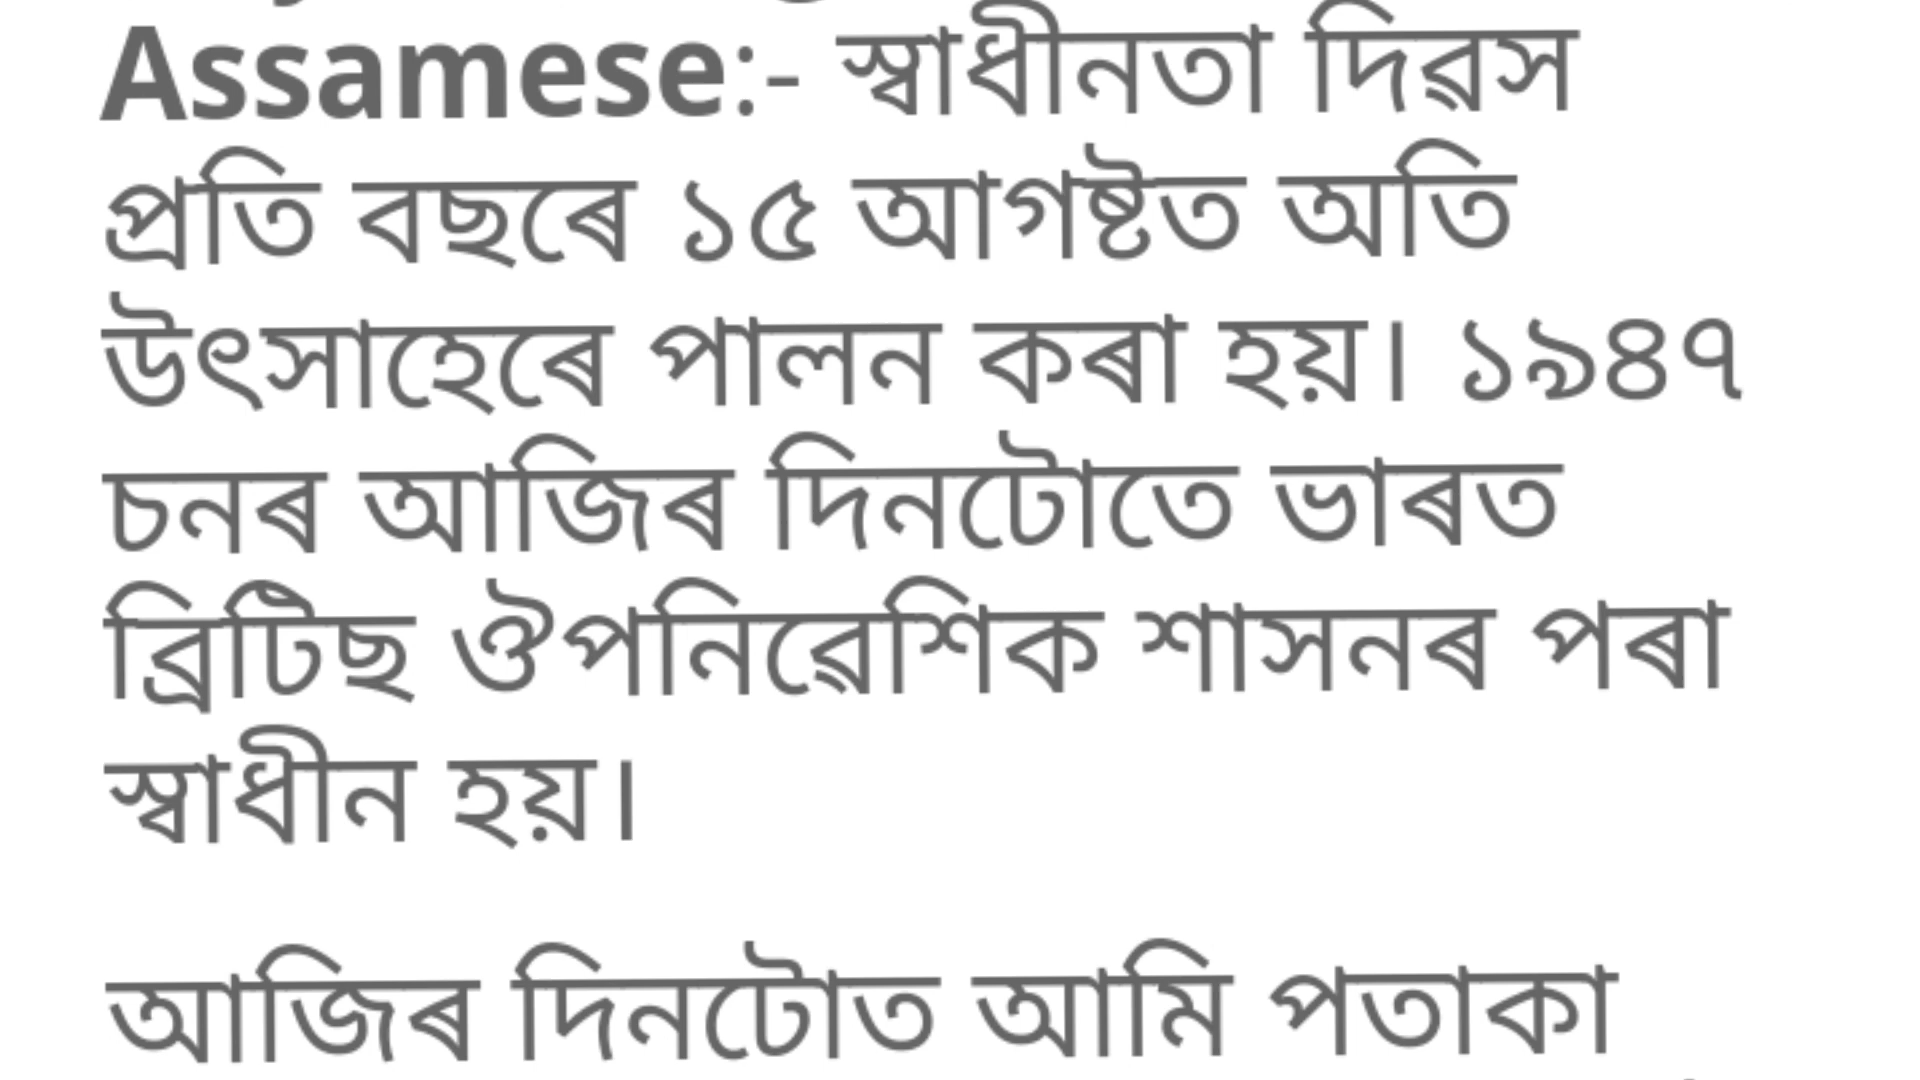 Assamese:- স্বাধীনতা দিৱস
প্ৰতি বছৰে ১৫ আগষ্টত অতি
উৎসাহেৰে পালন কৰা হয়। ১৯৪৭
চনৰ আজিৰ দিনটোতে ভাৰত
ব্ৰিটিছ ঔপনিৱেশিক শাসনৰ পৰা
স্বাধীন হয়।
আজিৰ দিনটোত আমি পতাকা